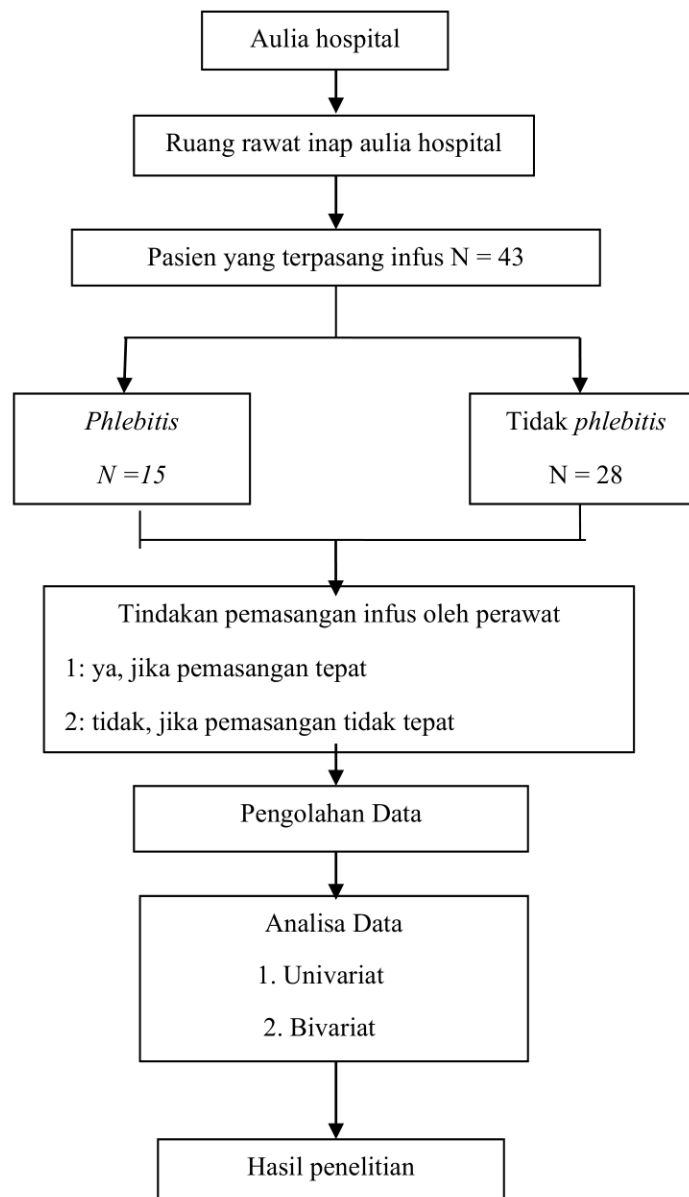 Aulia hospital
Ruang rawat inap aulia hospital
Pasien yang terpasang infus N = 43
Phlebitis
N =15
Tidak phlebitis
N = 28
Tindakan pemasangan infus oleh perawat
1: ya, jika pemasangan tepat
2: tidak, jika pemasangan tidak tepat
Pengolahan Data
Analisa Data
1. Univariat
2. Bivariat
Hasil penelitian